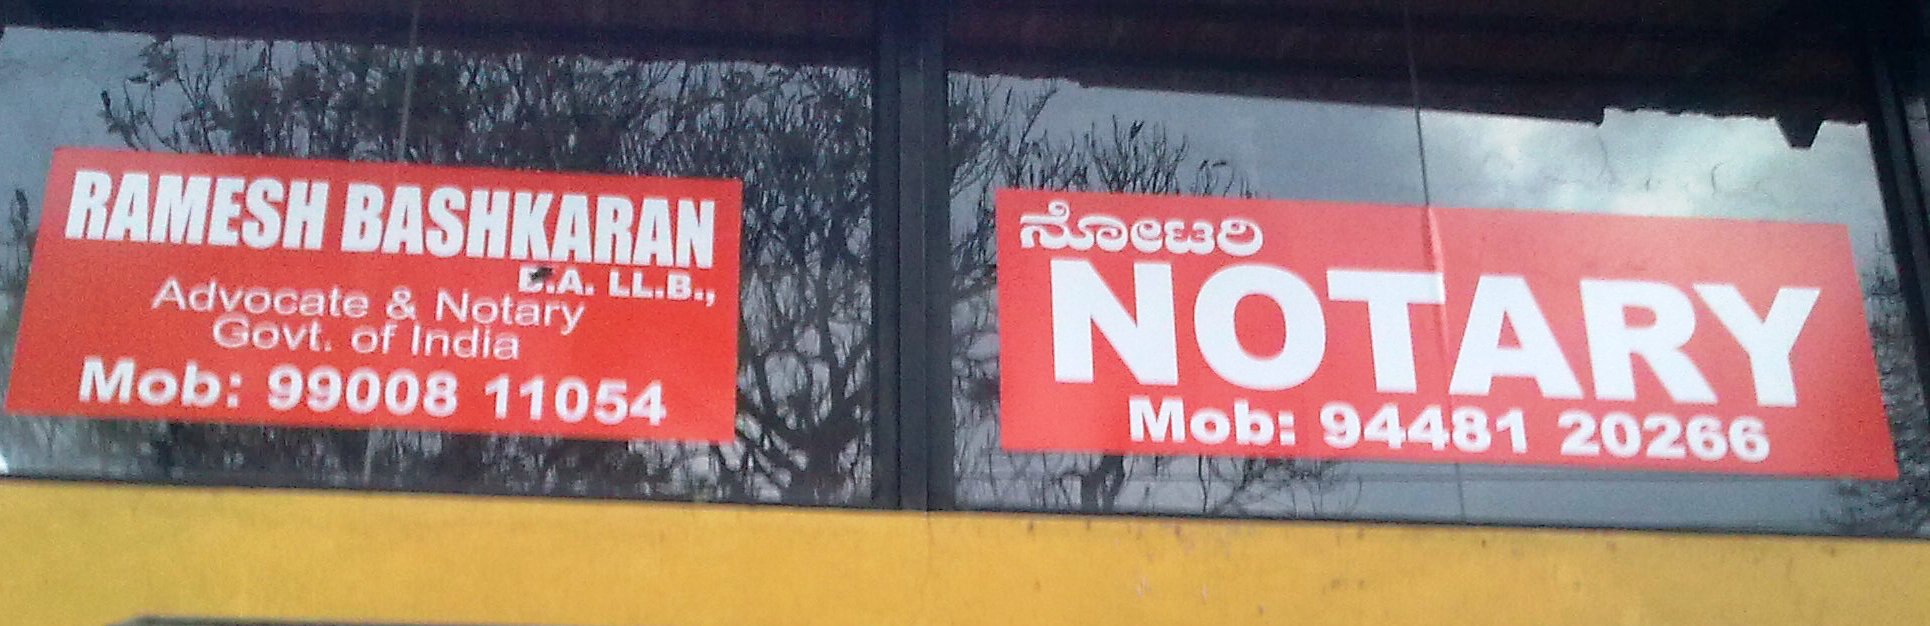 RAMESH BASHKARAN
B.A. LL.B.,
Advocate & Notary
Govt. of India
Mob: 99008 11054
ನೋಟರಿ
NOTARY
Mob: 94481 20266